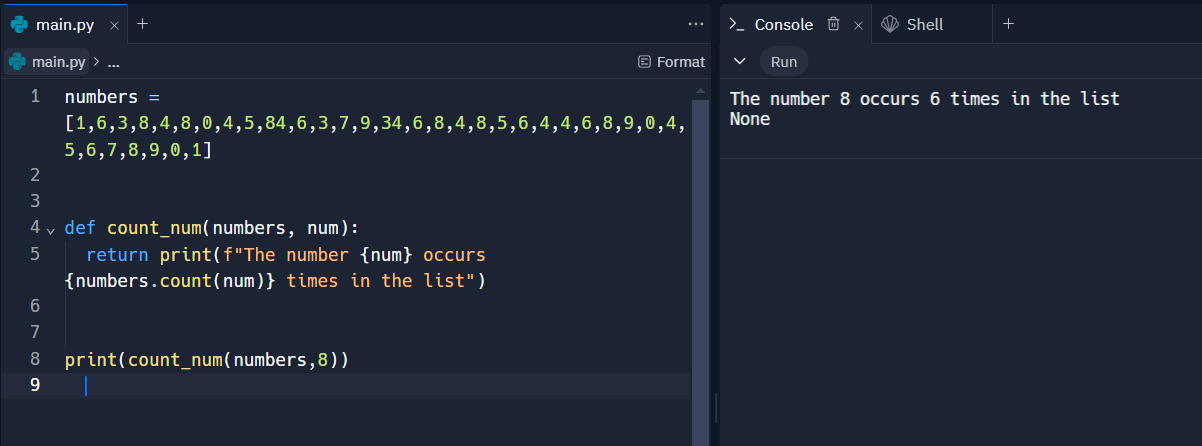 main.py
Console
Shell
main.py > ...
Format
Run
1 numbers =
[1,6,3,8,4,8,0,4,5,84,6,3,7,9,34,6,8,4,8,5,6,4,4,6,8,9,0,4,
5,6,7,8,9,0,1]
2
3
4 def count_num(numbers, num):
5 return print(f"The number {num} occurs
{numbers.count(num)} times in the list")
6
7
8 print(count_num(numbers,8))
9
The number 8 occurs 6 times in the list
None